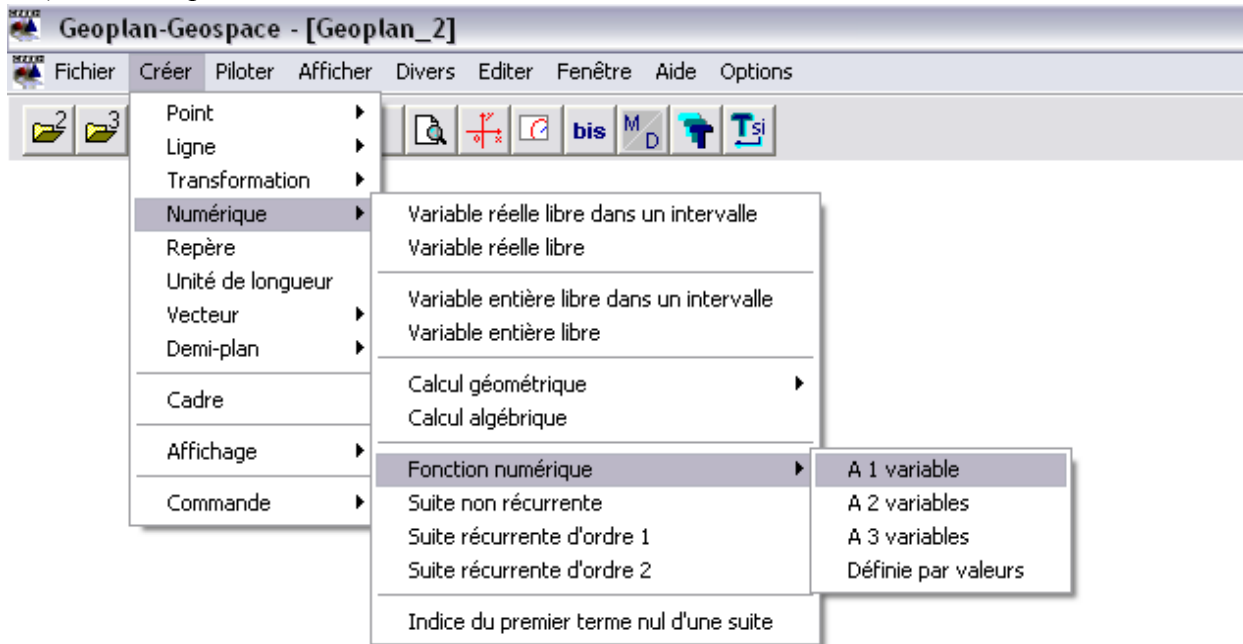 Geoplan-Geospace - [Geoplan_2]
Fichier Créer Piloter Afficher Divers Editer Fenêtre Aide Options
2 3 bis M D Tsi
Point
Ligne
Transformation
Numérique
Repère
Unité de longueur
Vecteur
Demi-plan
Cadre
Affichage
Commande
Variable réelle libre dans un intervalle
Variable réelle libre
Variable entière libre dans un intervalle
Variable entière libre
Calcul géométrique
Calcul algébrique
Fonction numérique
Suite non récurrente
Suite récurrente d'ordre 1
Suite récurrente d'ordre 2
Indice du premier terme nul d'une suite
A 1 variable
A 2 variables
A 3 variables
Définie par valeurs